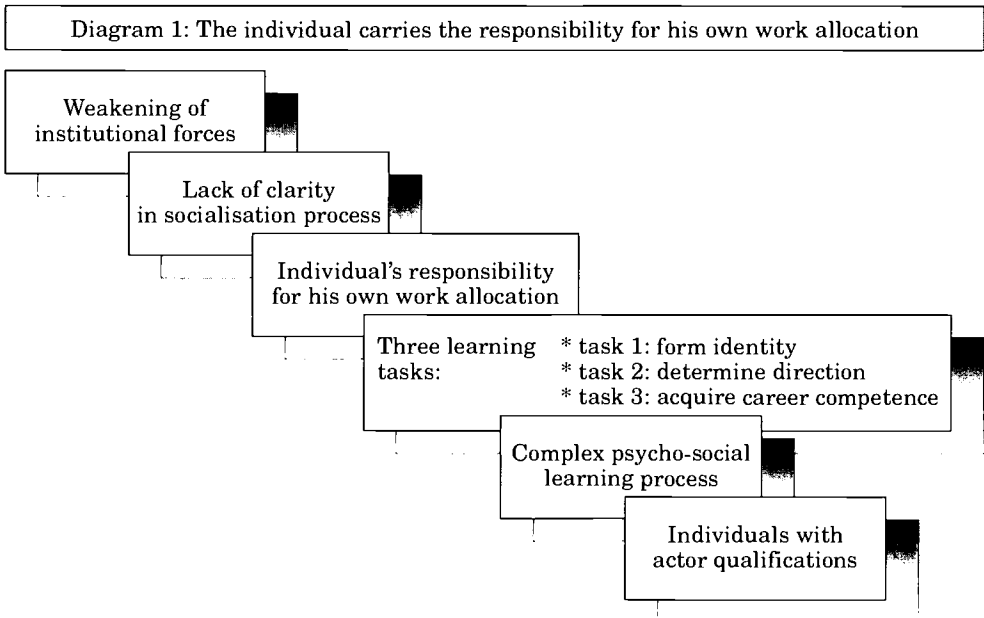 Diagram 1: The individual carries the responsibility for his own work allocation
Weakening of
institutional forces
Lack of clarity
in socialisation process
Individual's responsibility
for his own work allocation
Three learning
tasks:
* task 1: form identity
* task 2: determine direction
* task 3: acquire career competence
Complex psycho-social
learning process
Individuals with
actor qualifications